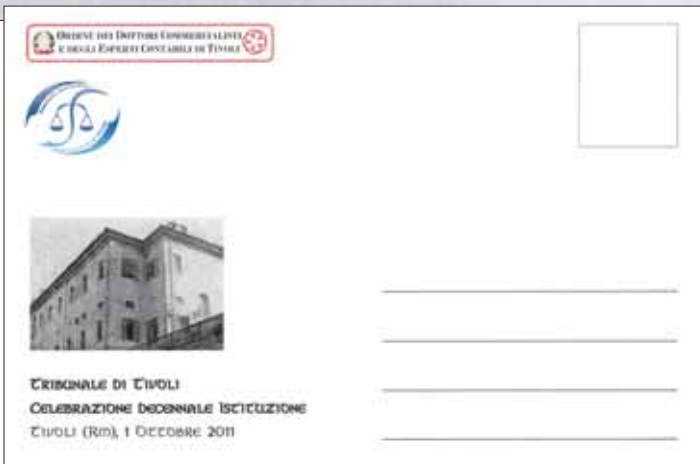 Ordine dei Dottori Commercialisti
e degli Esperti Contabili di Tivoli
Tribunale di Tivoli
Celebrazione Decennale Istituzione
Tivoli (Rm), 1 Ottobre 2011